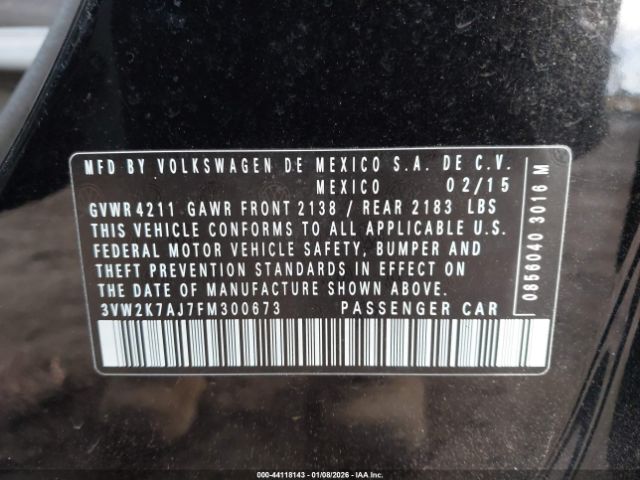 MFD BY VOLKSWAGEN DE MEXICO S.A. DE C.V.
MEXICO 02/15
GVWR 4211 GAWR FRONT 2138 / REAR 2183 LBS
THIS VEHICLE CONFORMS TO ALL APPLICABLE U.S.
FEDERAL MOTOR VEHICLE SAFETY, BUMPER AND
THEFT PREVENTION STANDARDS IN EFFECT ON
THE DATE OF MANUFACTURE SHOWN ABOVE.
3VW2K7AJ7FM300673 PASSENGER CAR
0856040 3016 M
000-44118143 - 01/08/2026 - IAAI.com